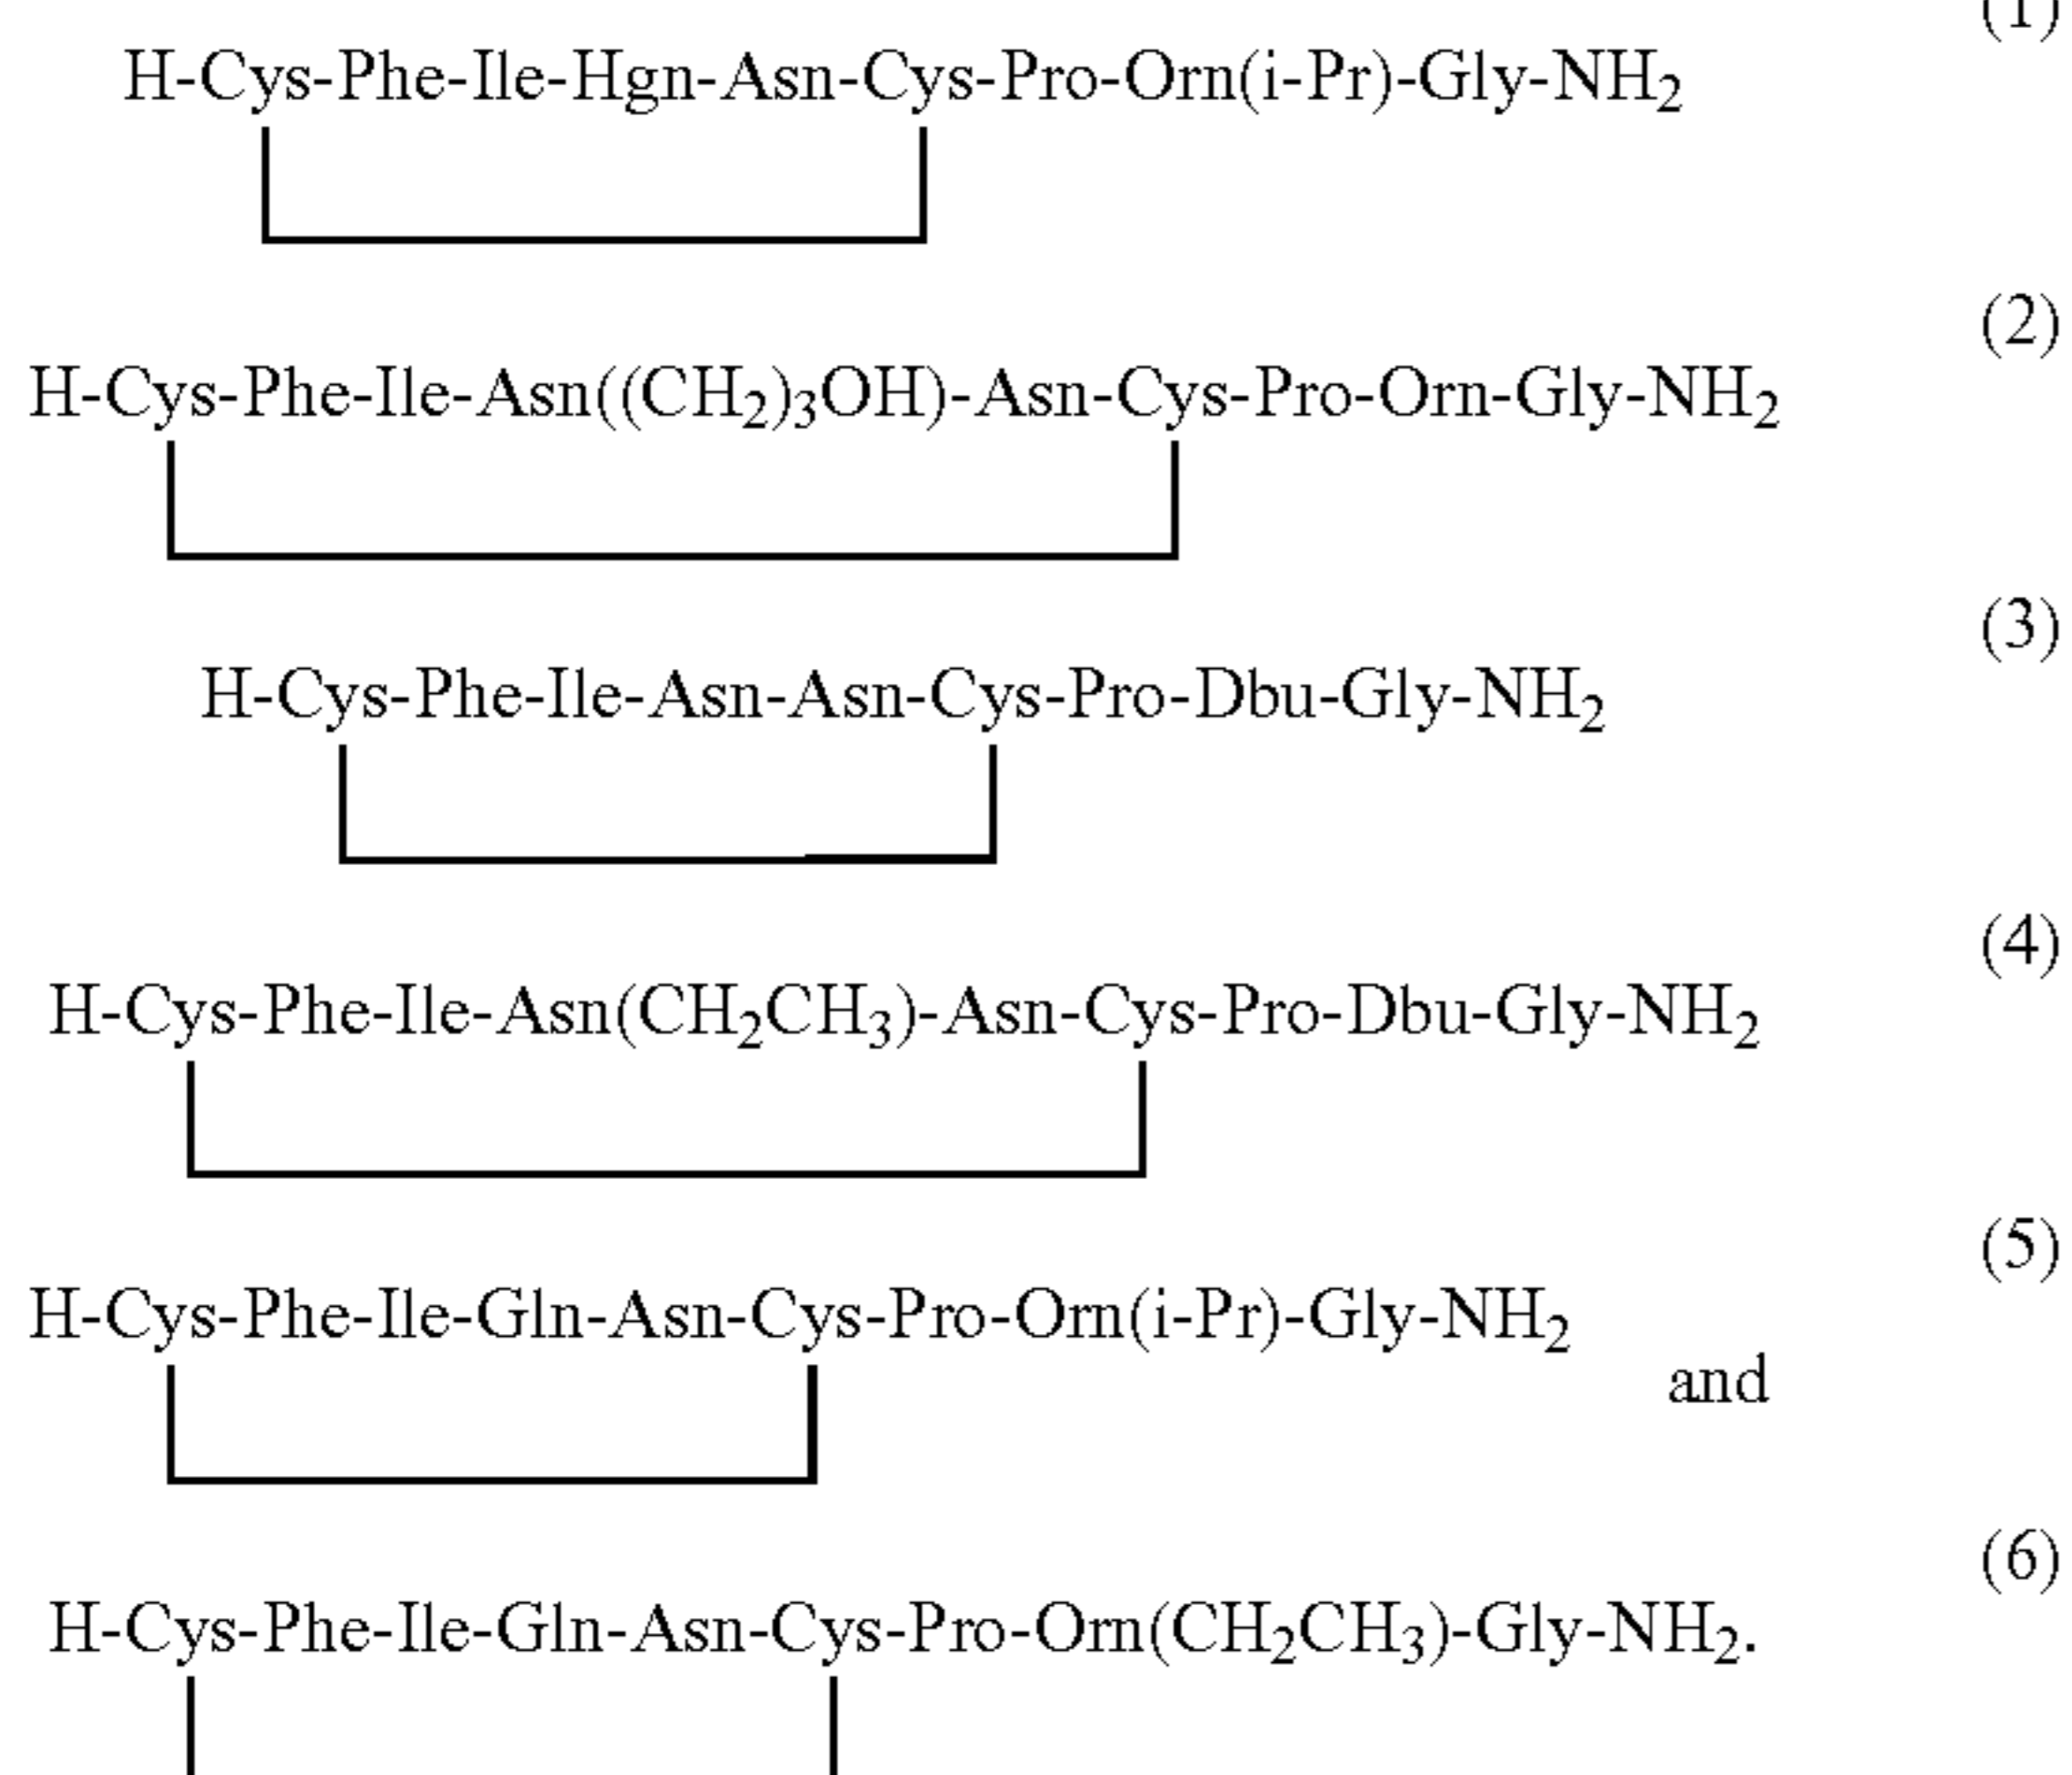 (1)
H-Cys-Phe-Ile-Hgn-Asn-Cys-Pro-Orn(i-Pr)-Gly-NH₂
(2)
H-Cys-Phe-Ile-Asn((CH₂)₃OH)-Asn-Cys-Pro-Orn-Gly-NH₂
(3)
H-Cys-Phe-Ile-Asn-Asn-Cys-Pro-Dbu-Gly-NH₂
(4)
H-Cys-Phe-Ile-Asn(CH₂CH₃)-Asn-Cys-Pro-Dbu-Gly-NH₂
(5)
H-Cys-Phe-Ile-Gln-Asn-Cys-Pro-Orn(i-Pr)-Gly-NH₂
and
(6)
H-Cys-Phe-Ile-Gln-Asn-Cys-Pro-Orn(CH₂CH₃)-Gly-NH₂.